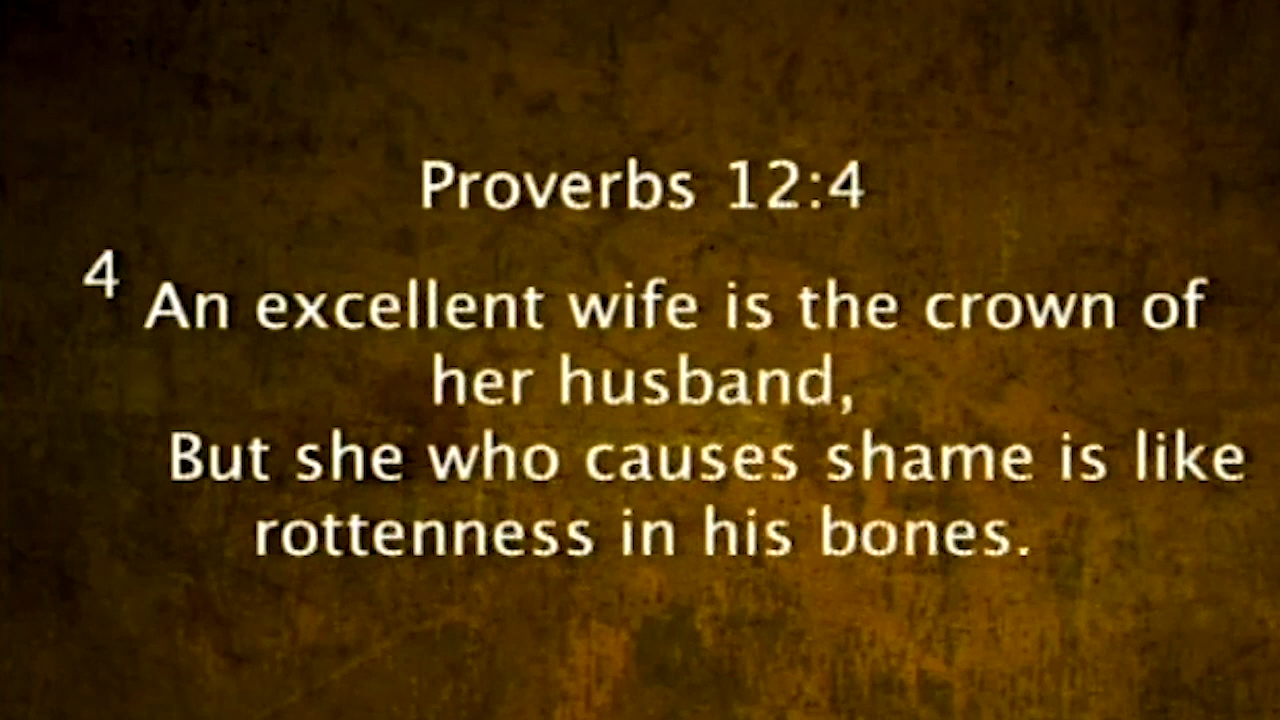 Proverbs 12:4
4 An excellent wife is the crown of
her husband,
But she who causes shame is like
rottenness in his bones.